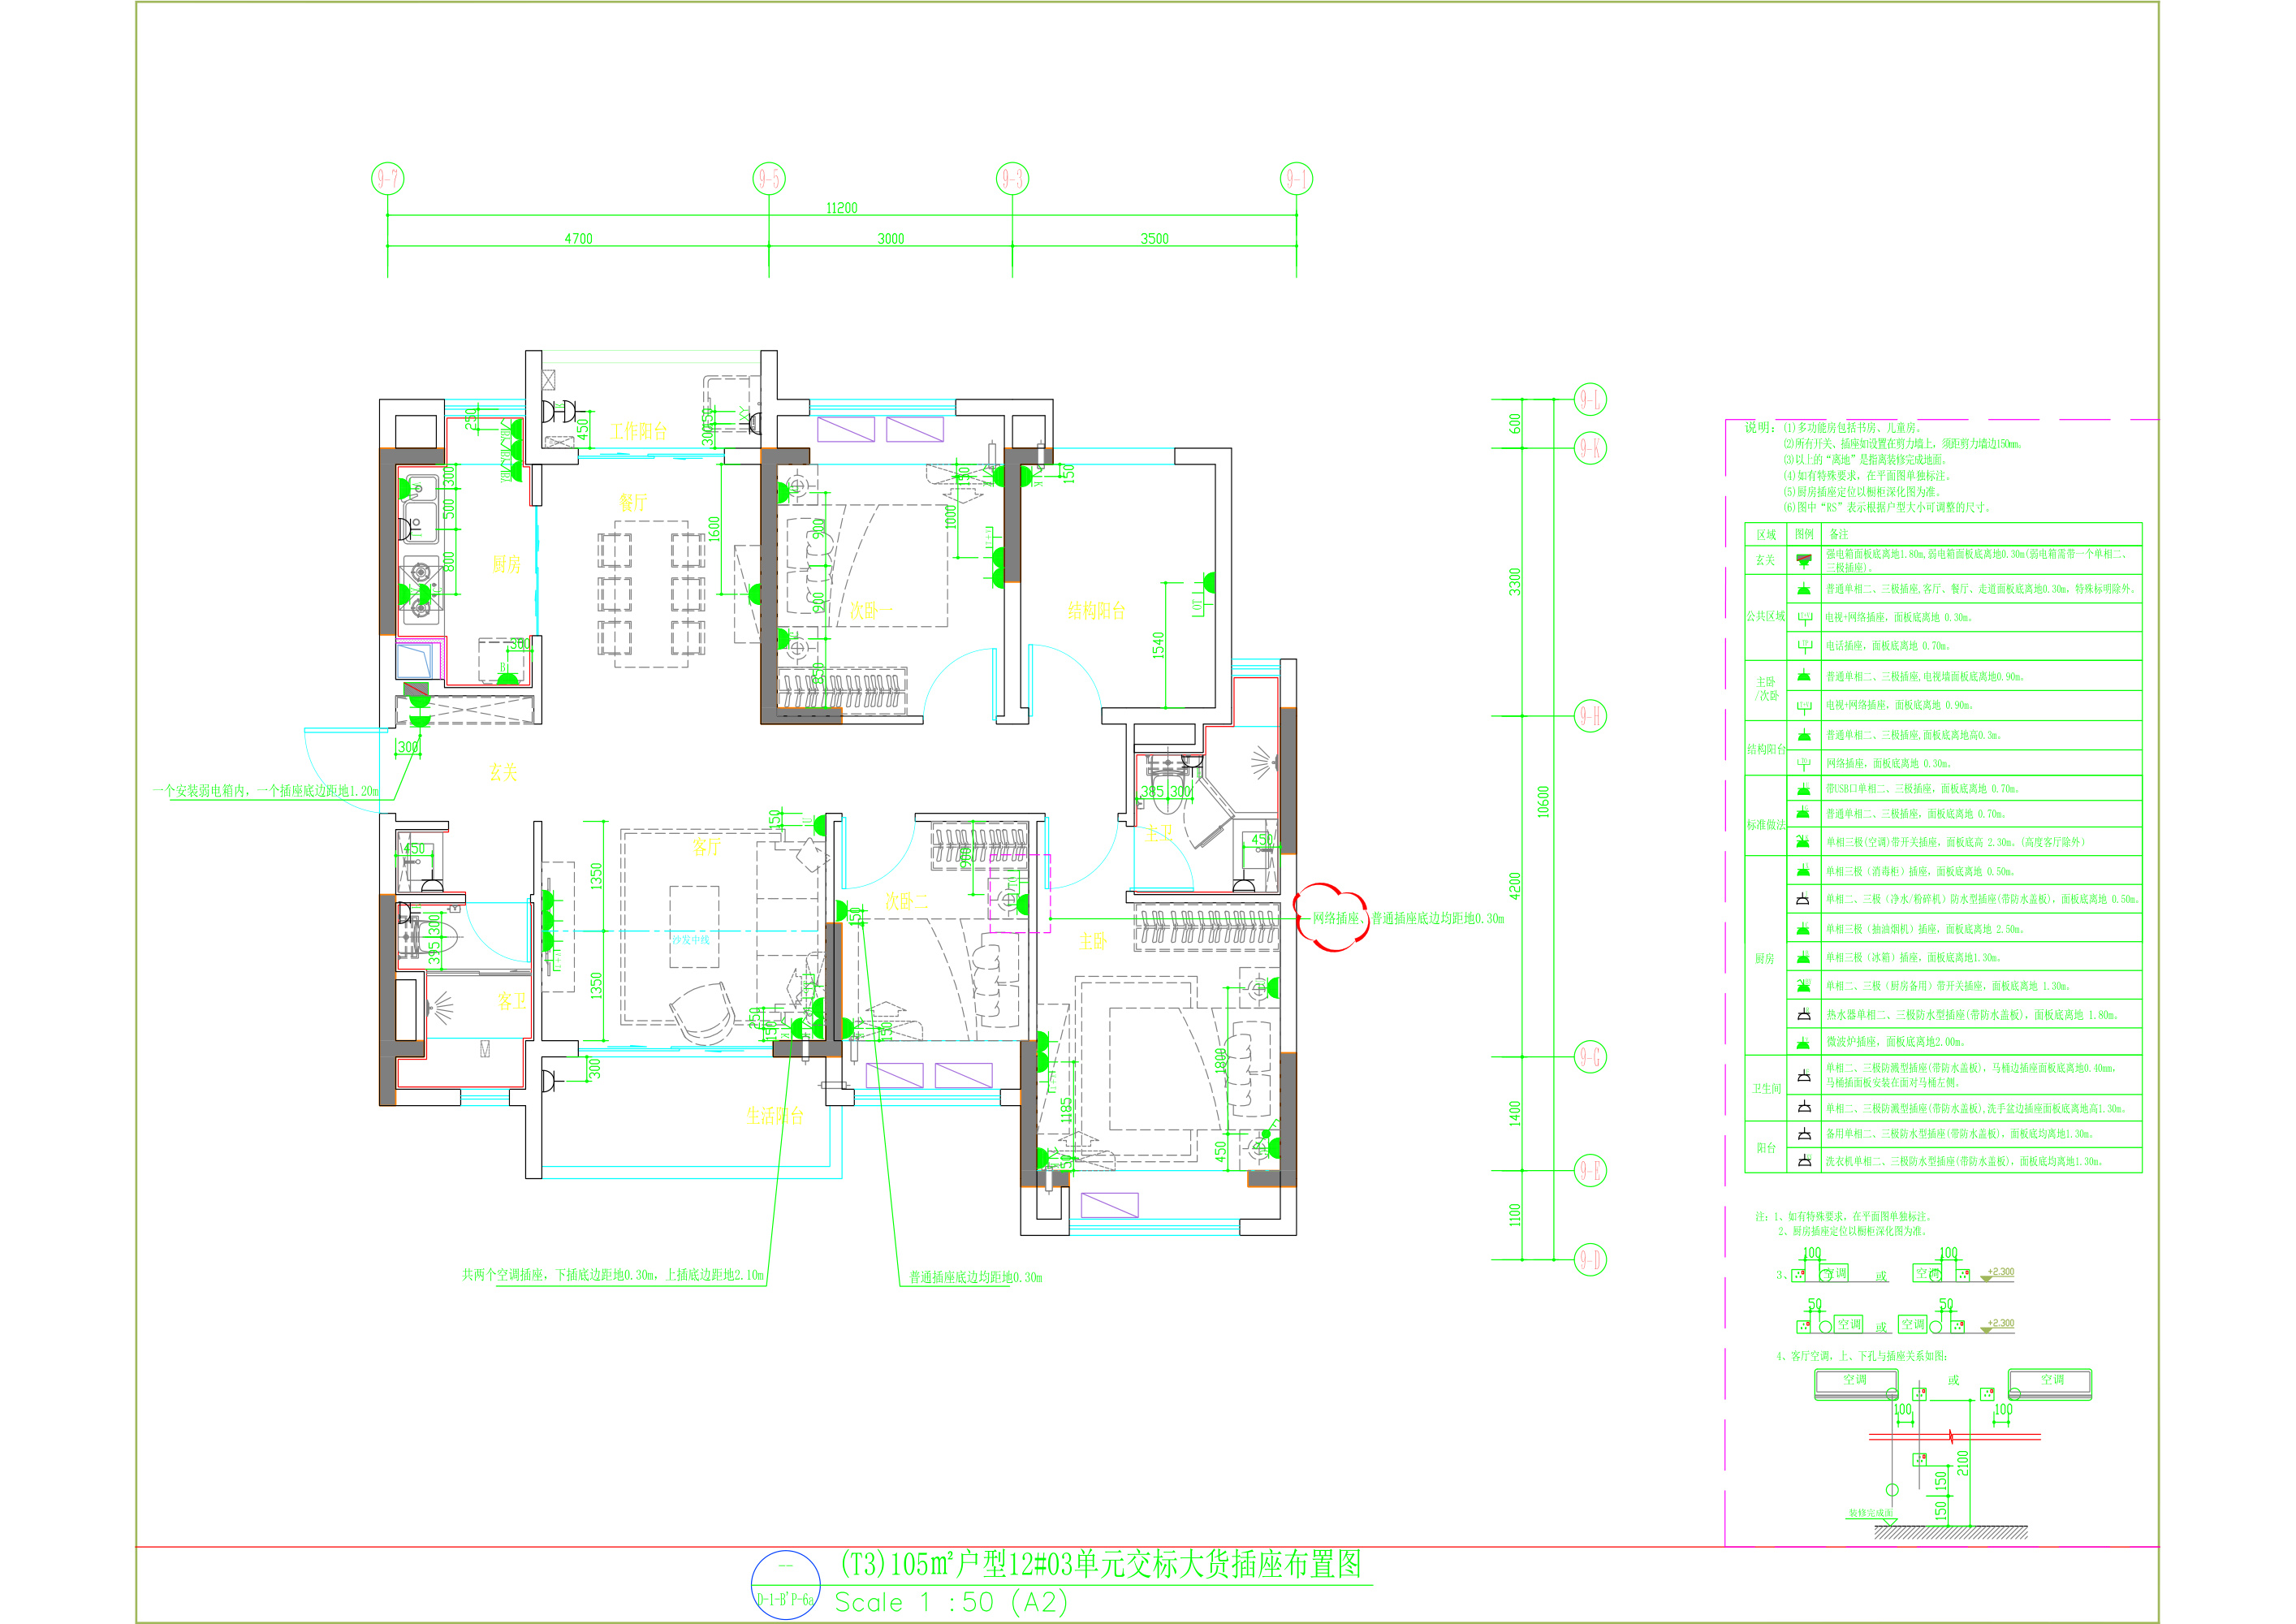 9-7
9-5
9-3
9-1
11200
4700
3000
3500
9-L
9-K
9-H
9-G
9-E
9-D
600
3300
4200
1400
1100
10600
工作阳台
餐厅
厨房
次卧一
结构阳台
玄关
客厅
主卫
次卧二
主卧
客卫
生活阳台
沙发中线
250
450
300
150
XY
300
500
800
1600
900
900
850
1000
150
1540
300
B
300
385
300
450
450
150
1350
1350
900
300
395
250
150
150
300
1800
1185
450
一个安装弱电箱内，一个插座底边距地1.20m
网络插座、普通插座底边均距地0.30m
共两个空调插座，下插底边距地0.30m，上插底边距地2.10m
普通插座底边均距地0.30m
说明：(1)多功能房包括书房、儿童房。
(2)所有开关、插座如设置在剪力墙上，须距剪力墙边150mm。
(3)以上的“离地”是指离装修完成地面。
(4)如有特殊要求，在平面图单独标注。
(5)厨房插座定位以橱柜深化图为准。
(6)图中“RS”表示根据户型大小可调整的尺寸。
区域 图例 备注
玄关 强电箱面板底离地1.80m,弱电箱面板底离地0.30m(弱电箱需带一个单相二、
三极插座)。
公共区域 普通单相二、三极插座,客厅、餐厅、走道面板底离地0.30m，特殊标明除外。
电视+网络插座，面板底离地 0.30m。
电话插座，面板底离地 0.70m。
主卧
/次卧
普通单相二、三极插座,电视墙面板底离地0.90m。
电视+网络插座，面板底离地 0.90m。
结构阳台 普通单相二、三极插座,面板底离地高0.3m。
网络插座，面板底离地 0.30m。
标准做法 带USB口单相二、三极插座，面板底离地 0.70m。
普通单相二、三极插座，面板底离地 0.70m。
单相三极(空调)带开关插座，面板底高 2.30m。(高度客厅除外)
厨房 单相三极（消毒柜）插座，面板底离地 0.50m。
单相二、三极（净水/粉碎机）防水型插座(带防水盖板)，面板底离地 0.50m。
单相三极（抽油烟机）插座，面板底离地 2.50m。
单相三极（冰箱）插座，面板底离地1.30m。
单相二、三极（厨房备用）带开关插座，面板底离地 1.30m。
热水器单相二、三极防水型插座(带防水盖板)，面板底离地 1.80m。
微波炉插座，面板底离地2.00m。
卫生间 单相二、三极防溅型插座(带防水盖板)，马桶边插座面板底离地0.40mm，
马桶插面板安装在面对马桶左侧。
单相二、三极防溅型插座(带防水盖板),洗手盆边插座面板底离地高1.30m。
阳台 备用单相二、三极防水型插座(带防水盖板)，面板底均离地1.30m。
洗衣机单相二、三极防水型插座(带防水盖板)，面板底均离地1.30m。
注：1、如有特殊要求，在平面图单独标注。
2、厨房插座定位以橱柜深化图为准。
100 100
3、 空调 或 空调 +2.300
50 50
空调 或 空调 +2.300
4、客厅空调，上、下孔与插座关系如图：
空调 或 空调
100 100
2100
150
150
装修完成面
--
D-1-B'P-6a
(T3)105㎡户型12#03单元交标大货插座布置图
Scale 1 :50 (A2)